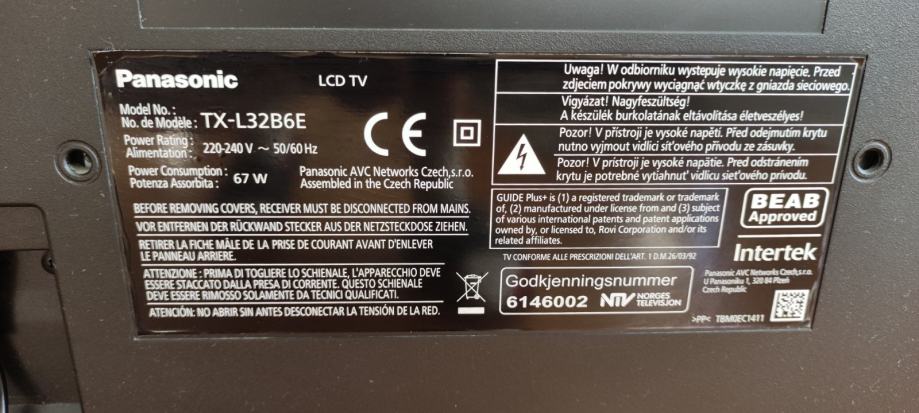 Panasonic
LCD TV
Model No. :
No. de Modèle : TX-L32B6E
Power Rating :
Alimentation : 220-240 V ~ 50/60 Hz
Power Consumption :
Potenza Assorbita : 67 W
CE
Panasonic AVC Networks Czech,s.r.o.
Assembled in the Czech Republic
BEFORE REMOVING COVERS, RECEIVER MUST BE DISCONNECTED FROM MAINS.
VOR ENTFERNEN DER RÜCKWAND STECKER AUS DER NETZSTECKDOSE ZIEHEN.
RETIRER LA FICHE MÂLE DE LA PRISE DE COURANT AVANT D'ENLEVER
LE PANNEAU ARRIERE.
ATTENZIONE : PRIMA DI TOGLIERE LO SCHIENALE, L'APPARECCHIO DEVE
ESSERE STACCATO DALLA PRESA DI CORRENTE. QUESTO SCHIENALE
DEVE ESSERE RIMOSSO SOLAMENTE DA TECNICI QUALIFICATI.
ATENCIÓN: NO ABRIR SIN ANTES DESCONECTAR LA TENSIÓN DE LA RED.
Uwaga! W odbiorniku wystepuje wysokie napięcie. Przed
zdjeciem pokrywy wyciągnąć wtyczkę z gniazda sieciowego.
Vigyázat! Nagyfeszültség!
A készülék burkolatának eltávolítása életveszélyes!
Pozor! V přístroji je vysoké napětí. Před odejmutím krytu
nutno vyjmout vidlici síťového přívodu ze zásuvky.
Pozor! V prístroji je vysoké napätie. Pred odstránením
krytu je potrebné vytiahnuť vidlicu sieťového prívodu.
GUIDE Plus+ is (1) a registered trademark or trademark
of, (2) manufactured under license from and (3) subject
of various international patents and patent applications
owned by, or licensed to, Rovi Corporation and/or its
related affiliates.
TV CONFORME ALLE PRESCRIZIONI DELL'ART. 1 D.M.26/03/92
Godkjenningsnummer
6146002 NTV NORGES
TELEVISJON
BEAB
Approved
Intertek
Panasonic AVC Networks Czech,s.r.o.
U Panasoniku 1, 320 84 Plzeň
Czech Republic
>PP< TBM0EC1411